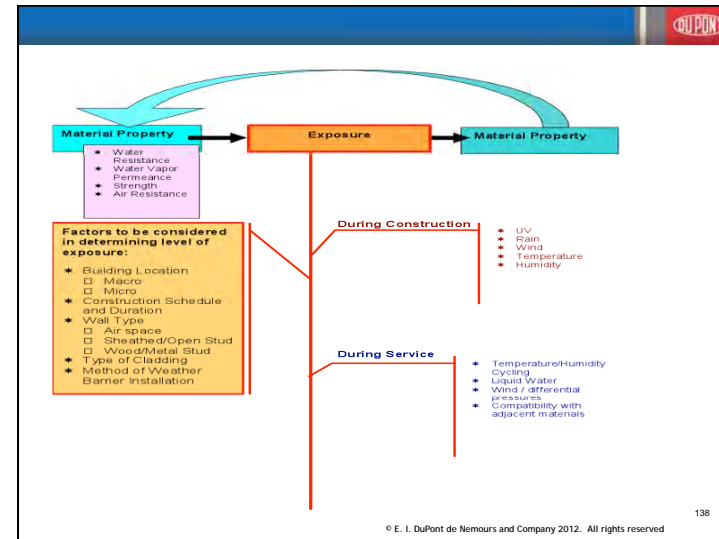 DUPONT
Material Property
Exposure
Material Property
* Water
Resistance
* Water Vapor
Permeance
* Strength
* Air Resistance
Factors to be considered
in determining level of
exposure:
* Building Location
□ Macro
□ Micro
* Construction Schedule
and Duration
* Wall Type
□ Air space
□ Sheathed/Open Stud
□ Wood/Metal Stud
* Type of Cladding
* Method of Weather
Barrier Installation
During Construction
* UV
* Rain
* Wind
* Temperature
* Humidity
During Service
* Temperature/Humidity
Cycling
* Liquid Water
* Wind / differential
pressures
* Compatibility with
adjacent materials
138
© E. I. DuPont de Nemours and Company 2012. All rights reserved